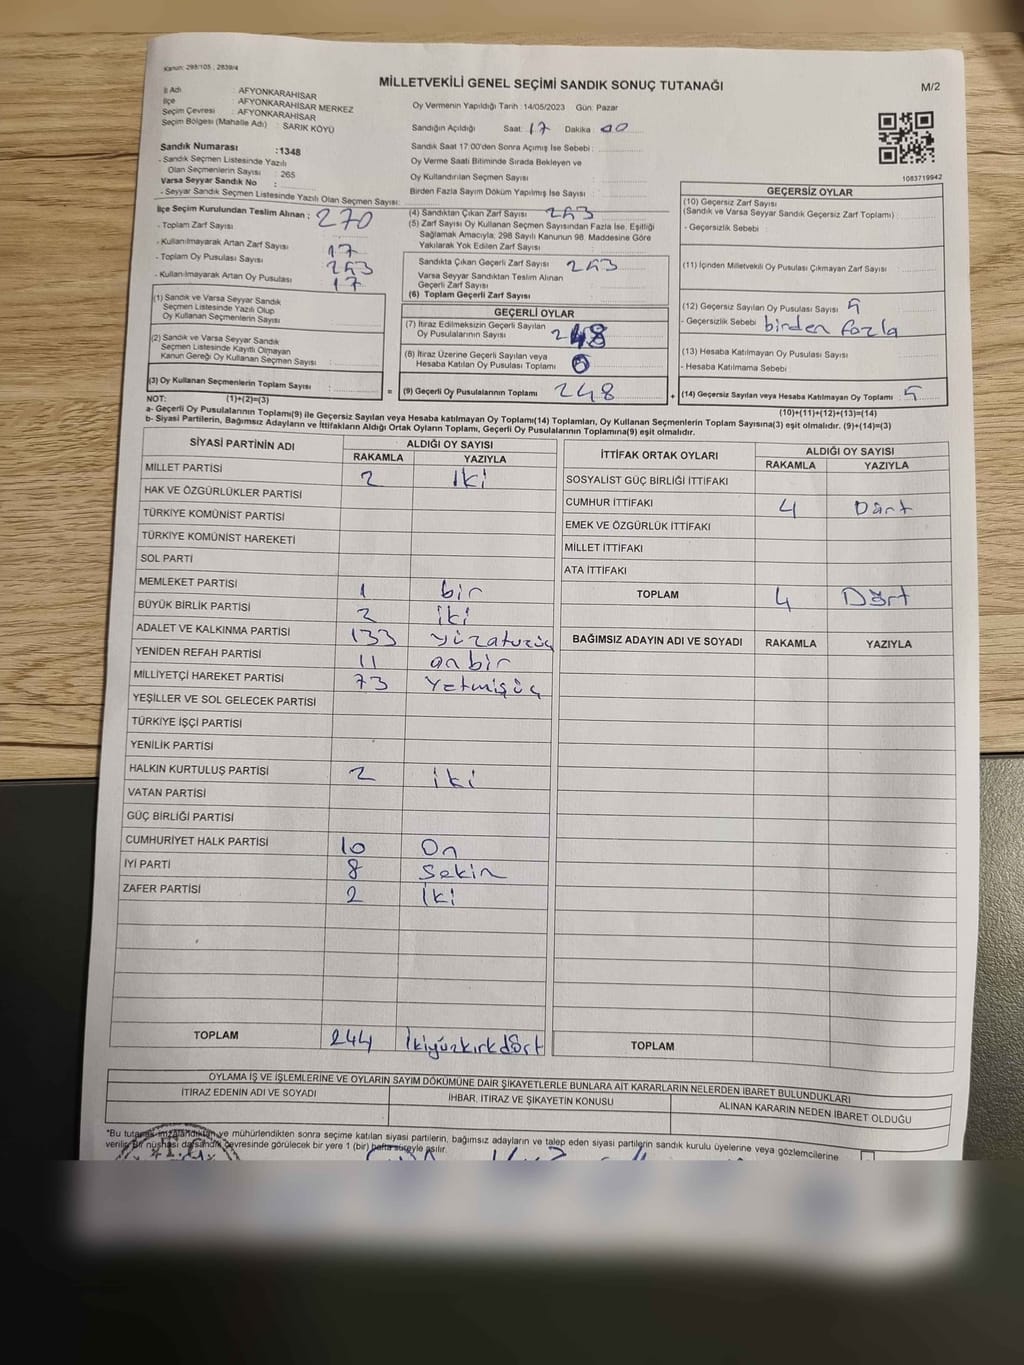 Kanun: 298/105 , 2839/4
MİLLETVEKİLİ GENEL SEÇİMİ SANDIK SONUÇ TUTANAĞI
M/2
İl Adı : AFYONKARAHİSAR
İlçe : AFYONKARAHİSAR MERKEZ
Seçim Çevresi : AFYONKARAHİSAR
Seçim Bölgesi (Mahalle Adı) : SARIK KÖYÜ
Oy Vermenin Yapıldığı Tarih :14/05/2023 Gün: Pazar
Sandığın Açıldığı Saat: 17 Dakika: 00
Sandık Numarası :1348
- Sandık Seçmen Listesinde Yazılı
Olan Seçmenlerin Sayısı : 265
Varsa Seyyar Sandık No :
- Seyyar Sandık Listesinde Yazılı Olan Seçmen Sayısı:
Sandık Saat 17:00'den Sonra Açımış İse Sebebi :
Oy Verme Saati Bitiminde Sırada Bekleyen ve
Oy Kullandırılan Seçmen Sayısı :
Birden Fazla Sayım Döküm Yapılmış İse Sayısı :
1083719942
İlçe Seçim Kurulundan Teslim Alınan ; 270
- Toplam Zarf Sayısı
- Kullanılmayarak Artan Zarf Sayısı 17
- Toplam Oy Pusulası Sayısı 253
- Kullanılmayarak Artan Oy Pusulası 17
(1) Sandık ve Varsa Seyyar Sandık
Seçmen Listesinde Yazılı Olup
Oy Kullanan Seçmenlerin Sayısı :
(2) Sandık ve Varsa Seyyar Sandık
Seçmen Listesinde Kayıtlı Olmayan
Kanun Gereği Oy Kullanan Seçmen Sayısı :
(3) Oy Kullanan Seçmenlerin Toplam Sayısı : =
(1)+(2)=(3)
(4) Sandıktan Çıkan Zarf Sayısı : 253
(5) Zarf Sayısı Oy Kullanan Seçmen Sayısından Fazla İse, Eşitliği
Sağlamak Amacıyla, 298 Sayılı Kanunun 98. Maddesine Göre
Yakılarak Yok Edilen Zarf Sayısı :
Sandıkta Çıkan Geçerli Zarf Sayısı : 253
Varsa Seyyar Sandıktan Teslim Alınan
Geçerli Zarf Sayısı :
(6) Toplam Geçerli Zarf Sayısı :
GEÇERLİ OYLAR
(7) İtiraz Edilmeksizin Geçerli Sayılan
Oy Pusulalarının Sayısı : 248
(8) İtiraz Üzerine Geçerli Sayılan veya
Hesaba Katılan Oy Pusulası Toplamı : 0
(9) Geçerli Oy Pusulalarının Toplamı : 248 +
GEÇERSİZ OYLAR
(10) Geçersiz Zarf Sayısı
(Sandık ve Varsa Seyyar Sandık Geçersiz Zarf Toplamı) :
- Geçersizlik Sebebi :
(11) İçinden Milletvekili Oy Pusulası Çıkmayan Zarf Sayısı :
(12) Geçersiz Sayılan Oy Pusulası Sayısı : 5
- Geçersizlik Sebebi : birden fazla
(13) Hesaba Katılmayan Oy Pusulası Sayısı :
- Hesaba Katılmama Sebebi :
(14) Geçersiz Sayılan veya Hesaba Katılmayan Oy Toplamı : 5
(10)+(11)+(12)+(13)=(14)
NOT:
a- Geçerli Oy Pusulalarının Toplamı(9) ile Geçersiz Sayılan veya Hesaba katılmayan Oy Toplamı(14) Toplamları, Oy Kullanan Seçmenlerin Toplam Sayısına(3) eşit olmalıdır. (9)+(14)=(3)
b- Siyasi Partilerin, Bağımsız Adayların ve İttifakların Aldığı Ortak Oyların Toplamı, Geçerli Oy Pusulalarının Toplamına(9) eşit olmalıdır.
SİYASİ PARTİNİN ADI ALDIĞI OY SAYISI
RAKAMLA YAZIYLA
MİLLET PARTİSİ 2 İki
HAK VE ÖZGÜRLÜKLER PARTİSİ
TÜRKİYE KOMÜNİST PARTİSİ
TÜRKİYE KOMÜNİST HAREKETİ
SOL PARTİ
MEMLEKET PARTİSİ 1 bir
BÜYÜK BİRLİK PARTİSİ 2 iki
ADALET VE KALKINMA PARTİSİ 133 yüzotuzüç
YENİDEN REFAH PARTİSİ 11 onbir
MİLLİYETÇİ HAREKET PARTİSİ 73 Yetmişüç
YEŞİLLER VE SOL GELECEK PARTİSİ
TÜRKİYE İŞÇİ PARTİSİ
YENİLİK PARTİSİ
HALKIN KURTULUŞ PARTİSİ 2 iki
VATAN PARTİSİ
GÜÇ BİRLİĞİ PARTİSİ
CUMHURİYET HALK PARTİSİ 10 On
İYİ PARTİ 8 Sekiz
ZAFER PARTİSİ 2 İki
TOPLAM 244 İkiyüzkırkdört
İTTİFAK ORTAK OYLARI ALDIĞI OY SAYISI
RAKAMLA YAZIYLA
SOSYALİST GÜÇ BİRLİĞİ İTTİFAKI
CUMHUR İTTİFAKI 4 Dört
EMEK VE ÖZGÜRLÜK İTTİFAKI
MİLLET İTTİFAKI
ATA İTTİFAKI
TOPLAM 4 Dört
BAĞIMSIZ ADAYIN ADI VE SOYADI RAKAMLA YAZIYLA
TOPLAM
OYLAMA İŞ VE İŞLEMLERİNE VE OYLARIN SAYIM DÖKÜMÜNE DAİR ŞİKAYETLERLE BUNLARA AİT KARARLARIN NELERDEN İBARET BULUNDUKLARI
İTİRAZ EDENİN ADI VE SOYADI İHBAR, İTİRAZ VE ŞİKAYETİN KONUSU ALINAN KARARIN NEDEN İBARET OLDUĞU
*Bu tutanak imzalandıktan ve mühürlendikten sonra seçime katılan siyasi partilerin, bağımsız adayların ve talep eden siyasi partilerin sandık kurulu üyelerine veya gözlemcilerine
verilir. Bir nüshası da sandık çevresinde görülecek bir yere 1 (bir) hafta süreyle asılır.